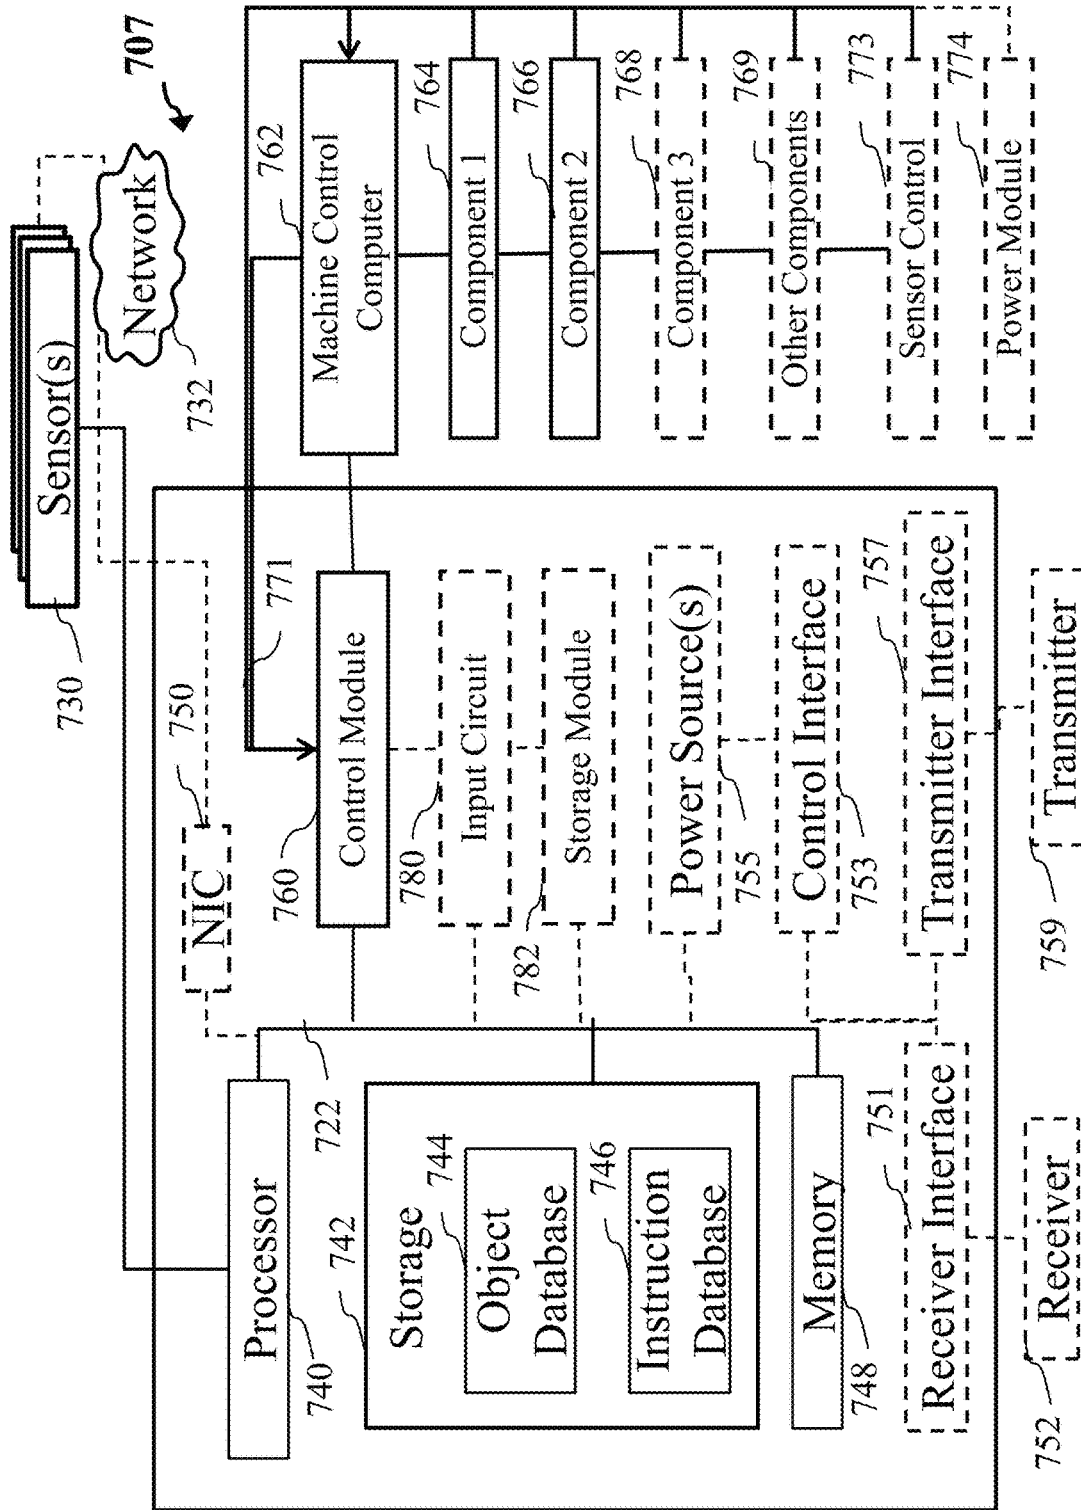 707
Sensor(s)
730
Network
732
750
NIC
771
722
Processor
740
742
Storage
744
Object
Database
746
Instruction
Database
Memory
748
760
Control Module
780
Input Circuit
782
Storage Module
Power Source(s)
755
Control Interface
753
757
Transmitter Interface
751
Receiver Interface
752
Receiver
759
Transmitter
762
Machine Control
Computer
764
Component 1
766
Component 2
768
Component 3
769
Other Components
773
Sensor Control
774
Power Module